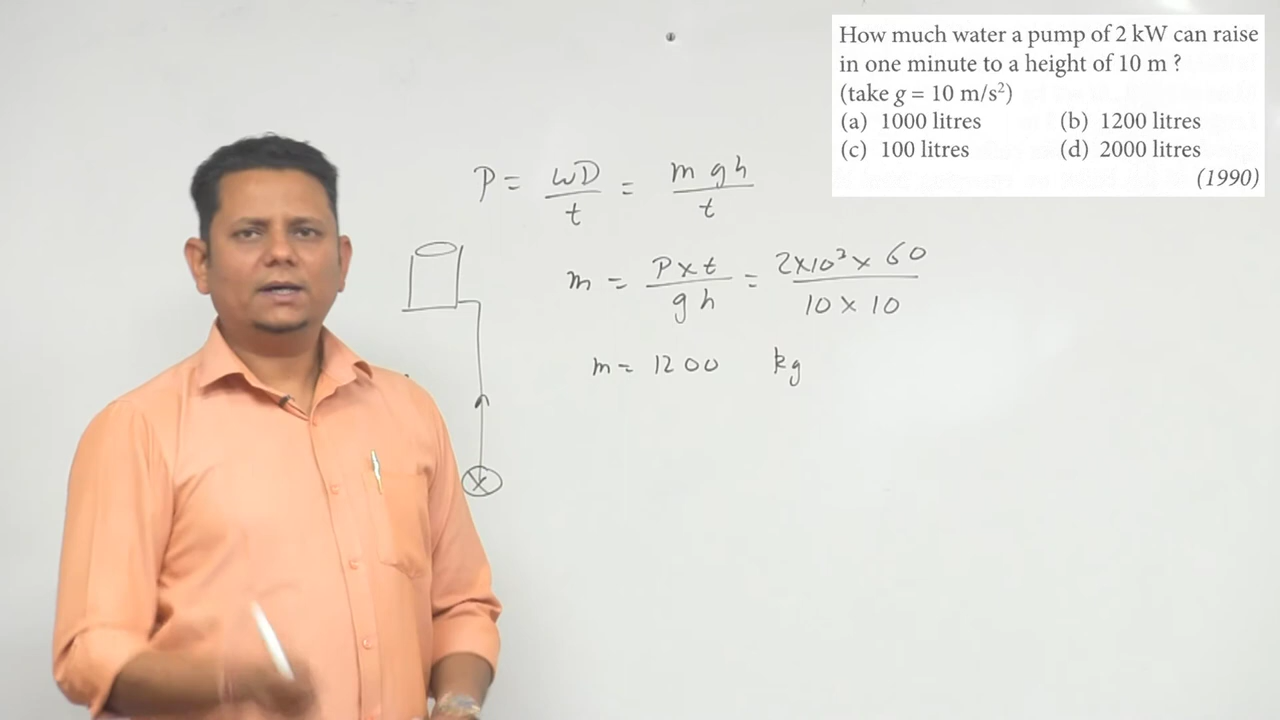 How much water a pump of 2 kW can raise
in one minute to a height of 10 m ?
(take g = 10 m/s²)
(a) 1000 litres (b) 1200 litres
(c) 100 litres (d) 2000 litres
(1990)
P = WD/t = mgh/t
m = P×t/gh = 2×10³×60/10×10
m = 1200 kg